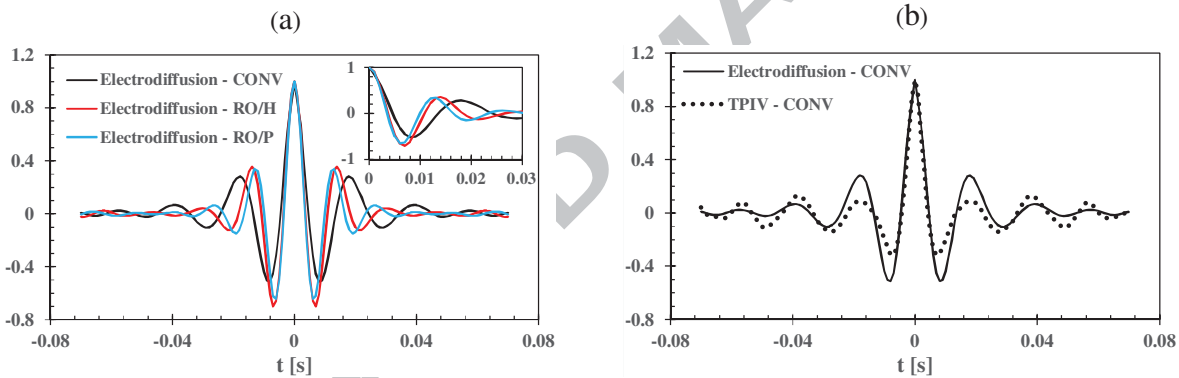 (a)
1.2
0.8
0.4
0
-0.4
-0.8
Electrodiffusion - CONV
Electrodiffusion - RO/H
Electrodiffusion - RO/P
1
0
-1
0
0.01
0.02
0.03
-0.08
-0.04
0
0.04
0.08
t [s]
(b)
1.2
0.8
0.4
0
-0.4
-0.8
Electrodiffusion - CONV
TPIV - CONV
-0.08
-0.04
0
0.04
0.08
t [s]
D MA